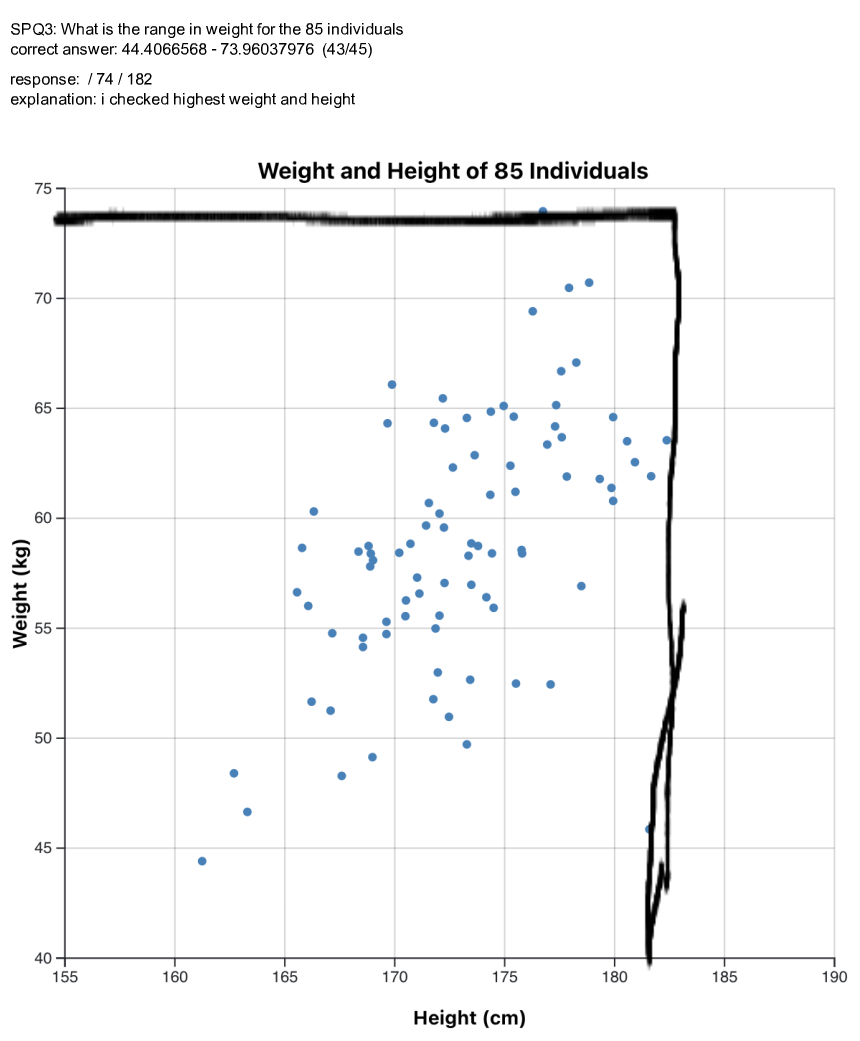 SPQ3: What is the range in weight for the 85 individuals
correct answer: 44.4066568 - 73.96037976  (43/45)
response:  / 74 / 182
explanation: i checked highest weight and height
Weight and Height of 85 Individuals
75
70
65
60
55
50
45
40
Weight (kg)
155 160 165 170 175 180 185 190
Height (cm)